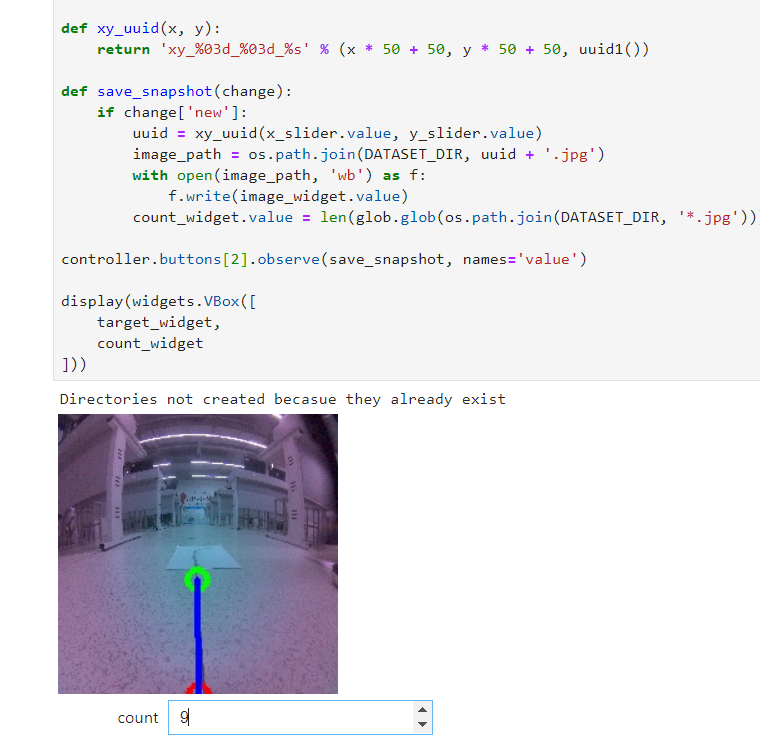 def xy_uuid(x, y):
    return 'xy_%03d_%03d_%s' % (x * 50 + 50, y * 50 + 50, uuid1())
def save_snapshot(change):
    if change['new']:
        uuid = xy_uuid(x_slider.value, y_slider.value)
        image_path = os.path.join(DATASET_DIR, uuid + '.jpg')
        with open(image_path, 'wb') as f:
            f.write(image_widget.value)
        count_widget.value = len(glob.glob(os.path.join(DATASET_DIR, '*.jpg')))
controller.buttons[2].observe(save_snapshot, names='value')
display(widgets.VBox([
    target_widget,
    count_widget
]))
Directories not created becasue they already exist
count 9